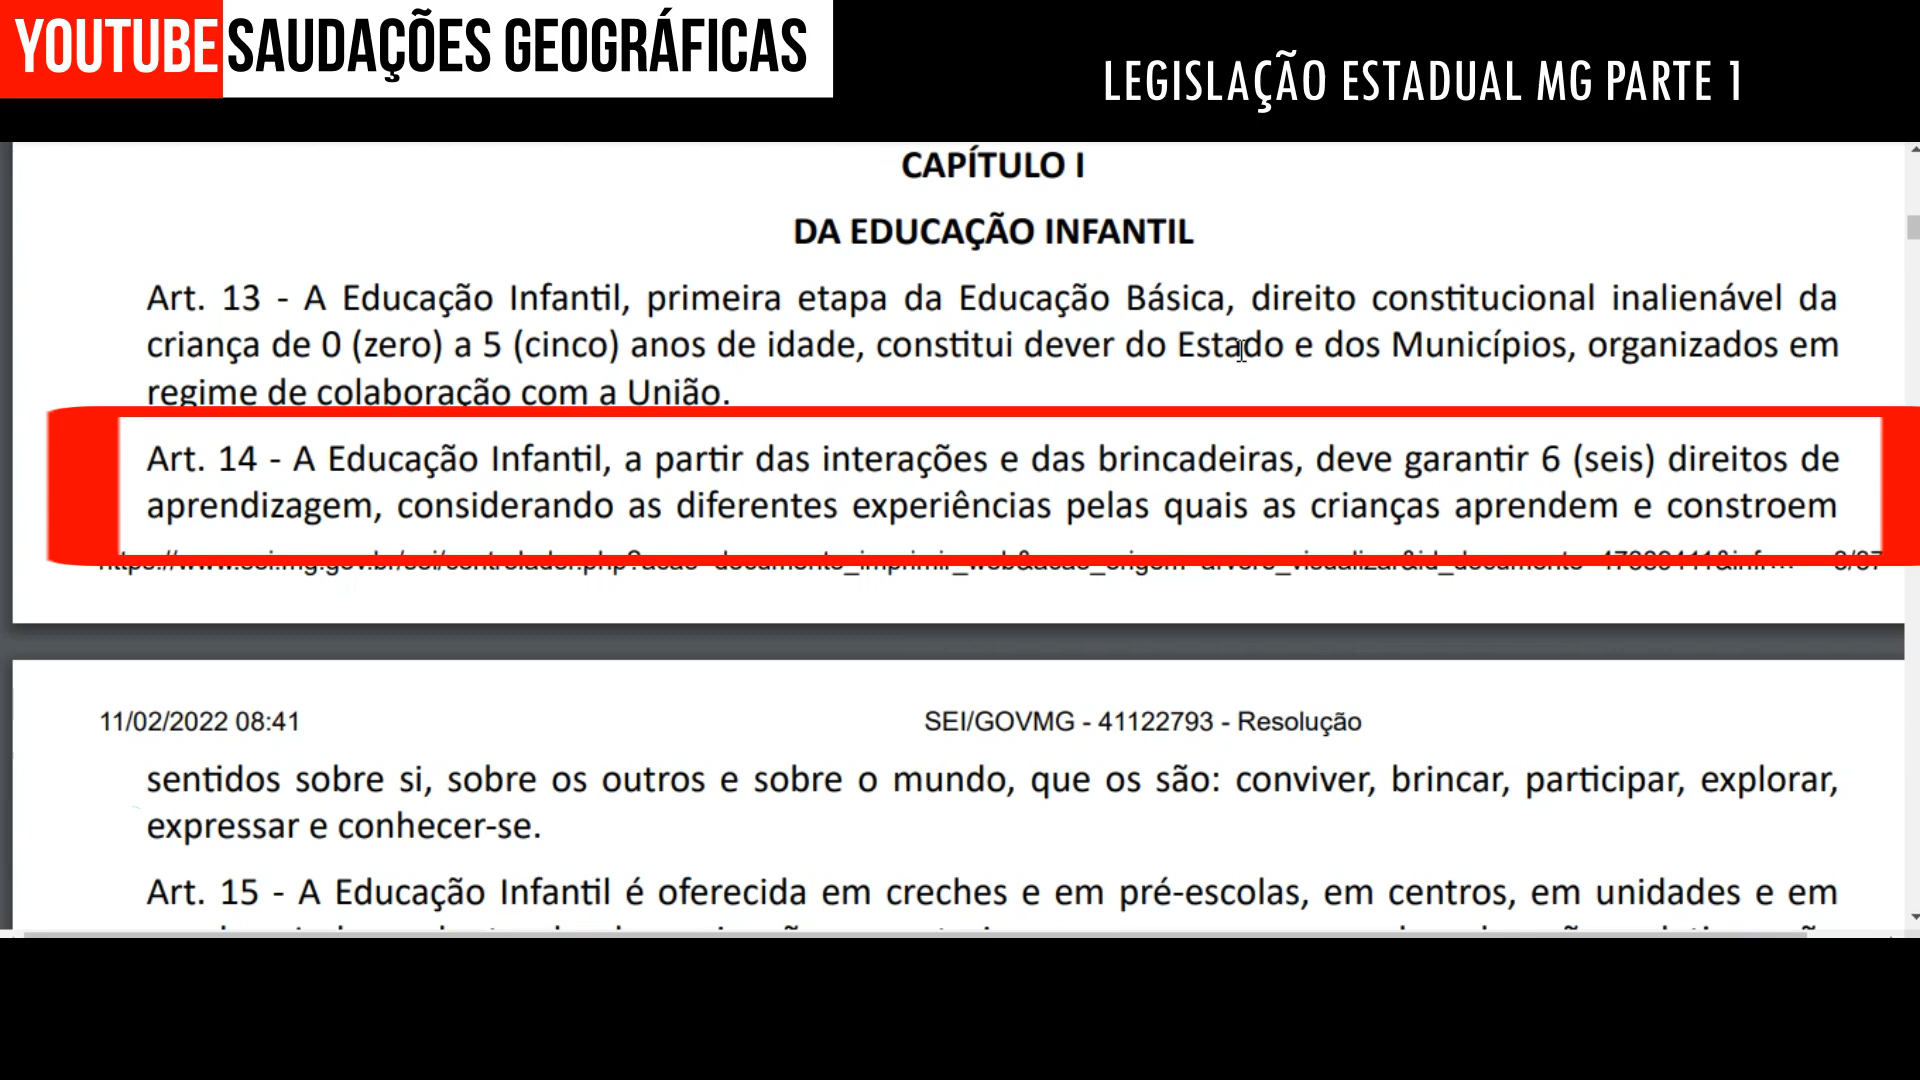 YOUTUBE SAUDAÇÕES GEOGRÁFICAS
LEGISLAÇÃO ESTADUAL MG PARTE 1
CAPÍTULO I
DA EDUCAÇÃO INFANTIL
Art. 13 - A Educação Infantil, primeira etapa da Educação Básica, direito constitucional inalienável da
criança de 0 (zero) a 5 (cinco) anos de idade, constitui dever do Estado e dos Municípios, organizados em
regime de colaboração com a União.
Art. 14 - A Educação Infantil, a partir das interações e das brincadeiras, deve garantir 6 (seis) direitos de
aprendizagem, considerando as diferentes experiências pelas quais as crianças aprendem e constroem
11/02/2022 08:41
SEI/GOVMG - 41122793 - Resolução
sentidos sobre si, sobre os outros e sobre o mundo, que os são: conviver, brincar, participar, explorar,
expressar e conhecer-se.
Art. 15 - A Educação Infantil é oferecida em creches e em pré-escolas, em centros, em unidades e em